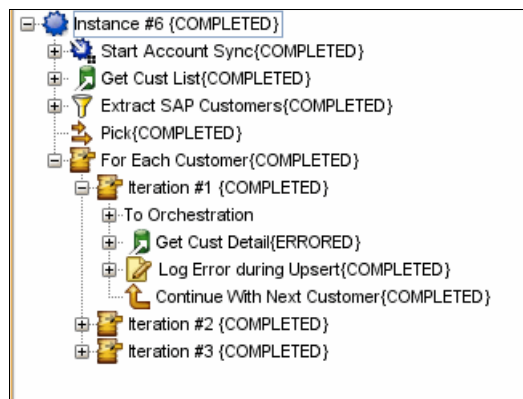 Instance #6 {COMPLETED}
Start Account Sync{COMPLETED}
Get Cust List{COMPLETED}
Extract SAP Customers{COMPLETED}
Pick{COMPLETED}
For Each Customer{COMPLETED}
Iteration #1 {COMPLETED}
To Orchestration
Get Cust Detail{ERRORED}
Log Error during Upsert{COMPLETED}
Continue With Next Customer{COMPLETED}
Iteration #2 {COMPLETED}
Iteration #3 {COMPLETED}